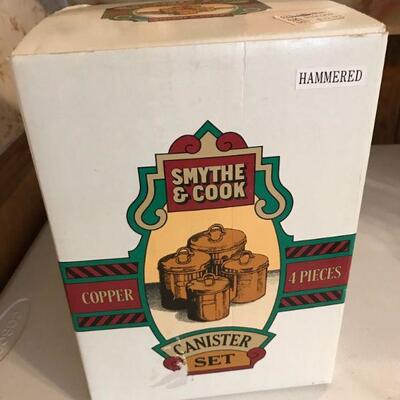 HAMMERED
SMYTHE
& COOK
COPPER
4 PIECES
CANISTER
SET